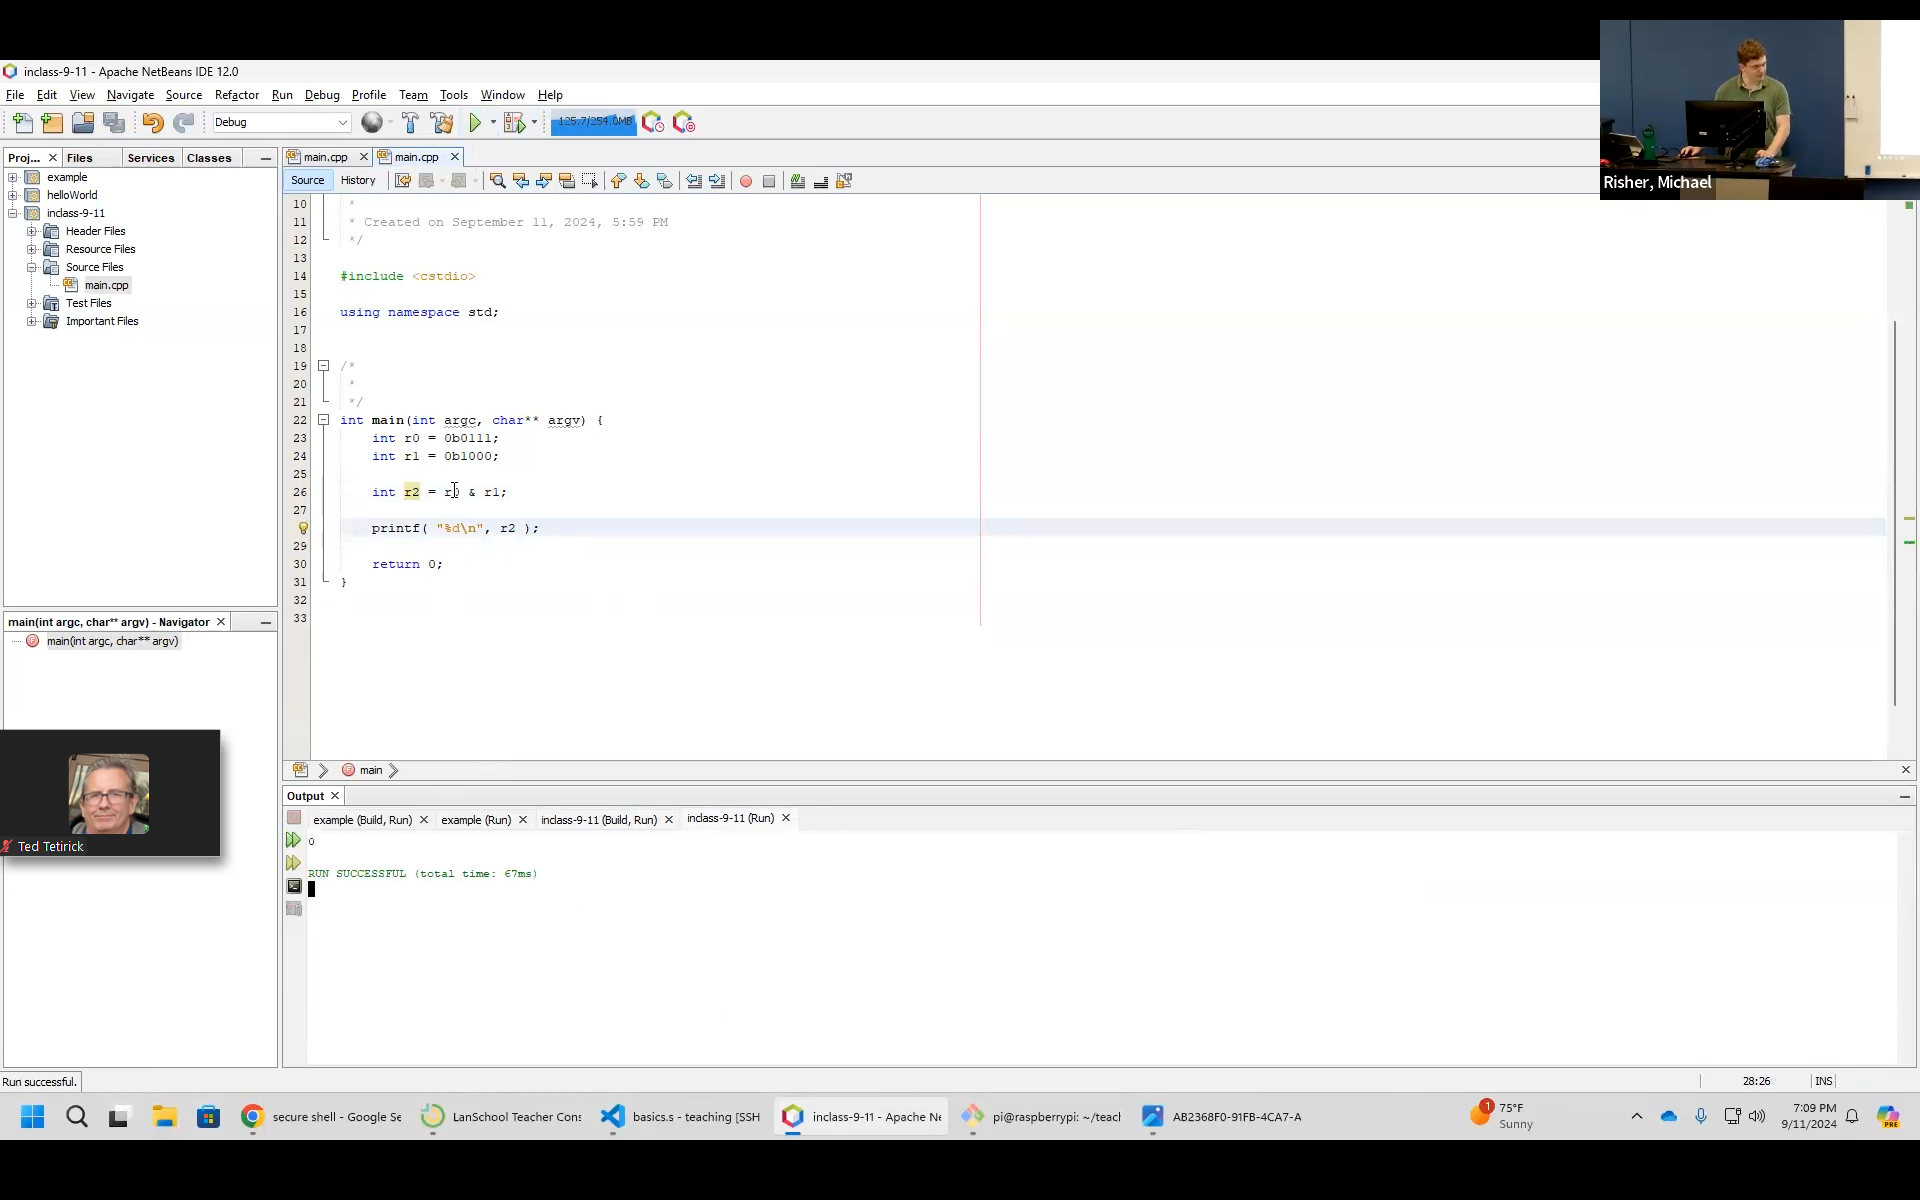 inclass-9-11 - Apache NetBeans IDE 12.0
File Edit View Navigate Source Refactor Run Debug Profile Team Tools Window Help
Debug
125.7/254.0MB
Proj... Files Services Classes
example
helloWorld
inclass-9-11
Header Files
Resource Files
Source Files
main.cpp
Test Files
Important Files
main.cpp main.cpp
Source History
10 *
11 * Created on September 11, 2024, 5:59 PM
12 */
13
14 #include <cstdio>
15
16 using namespace std;
17
18
19 /*
20 *
21 */
22 int main(int argc, char** argv) {
23 int r0 = 0b0111;
24 int r1 = 0b1000;
25
26 int r2 = r0 & r1;
27
printf( "%d\n", r2 );
29
30 return 0;
31 }
32
33
main(int argc, char** argv) - Navigator
main(int argc, char** argv)
Risher, Michael
Ted Tetirick
main
Output
example (Build, Run) example (Run) inclass-9-11 (Build, Run) inclass-9-11 (Run)
0
RUN SUCCESSFUL (total time: 67ms)
Run successful.
28:26 INS
secure shell - Google Se
LanSchool Teacher Cons
basics.s - teaching [SSH
inclass-9-11 - Apache Ne
pi@raspberrypi: ~/teach
AB2368F0-91FB-4CA7-A
1
75°F
Sunny
7:09 PM
9/11/2024
PRE